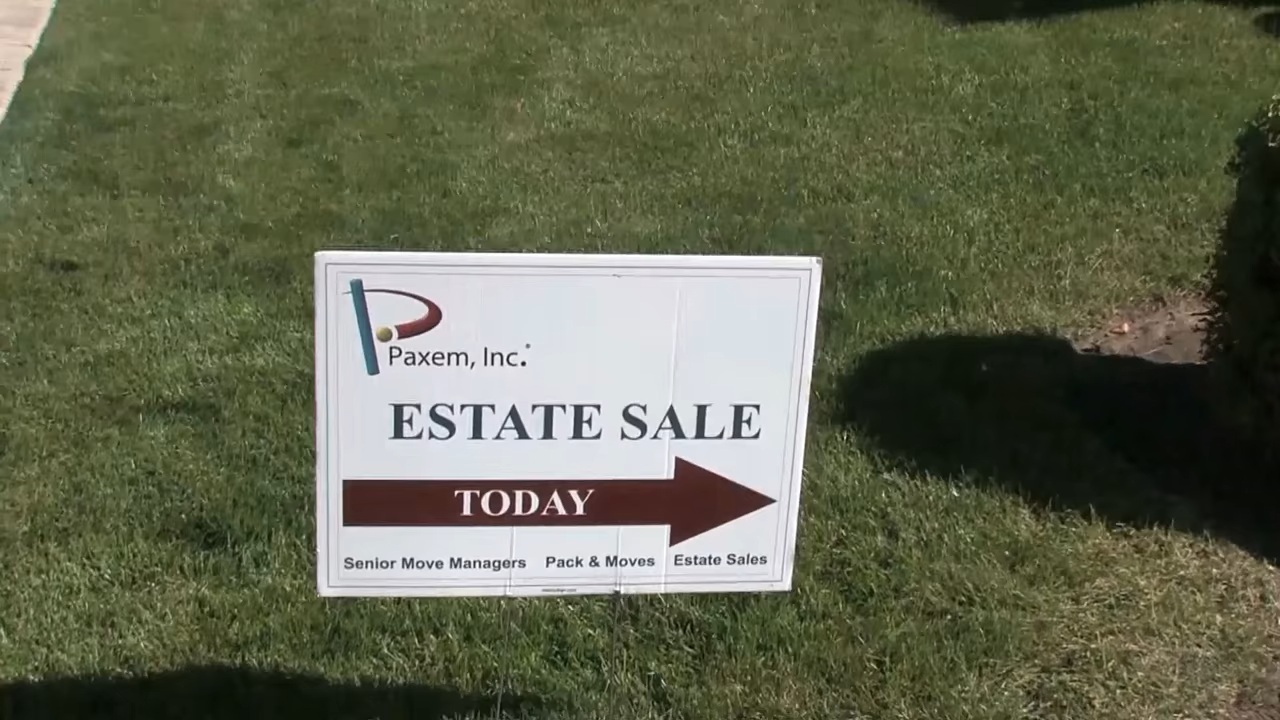 Paxem, Inc.
ESTATE SALE
TODAY
Senior Move Managers Pack & Moves Estate Sales